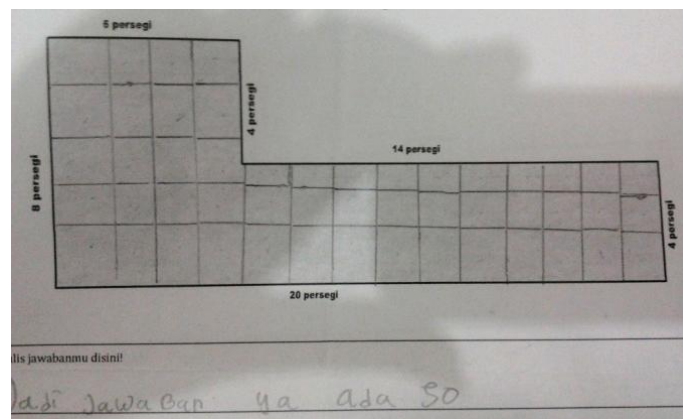 6 persegi
4 persegi
14 persegi
8 persegi
4 persegi
20 persegi
lis jawabanmu disini!
Jadi Jawaban ya ada 50